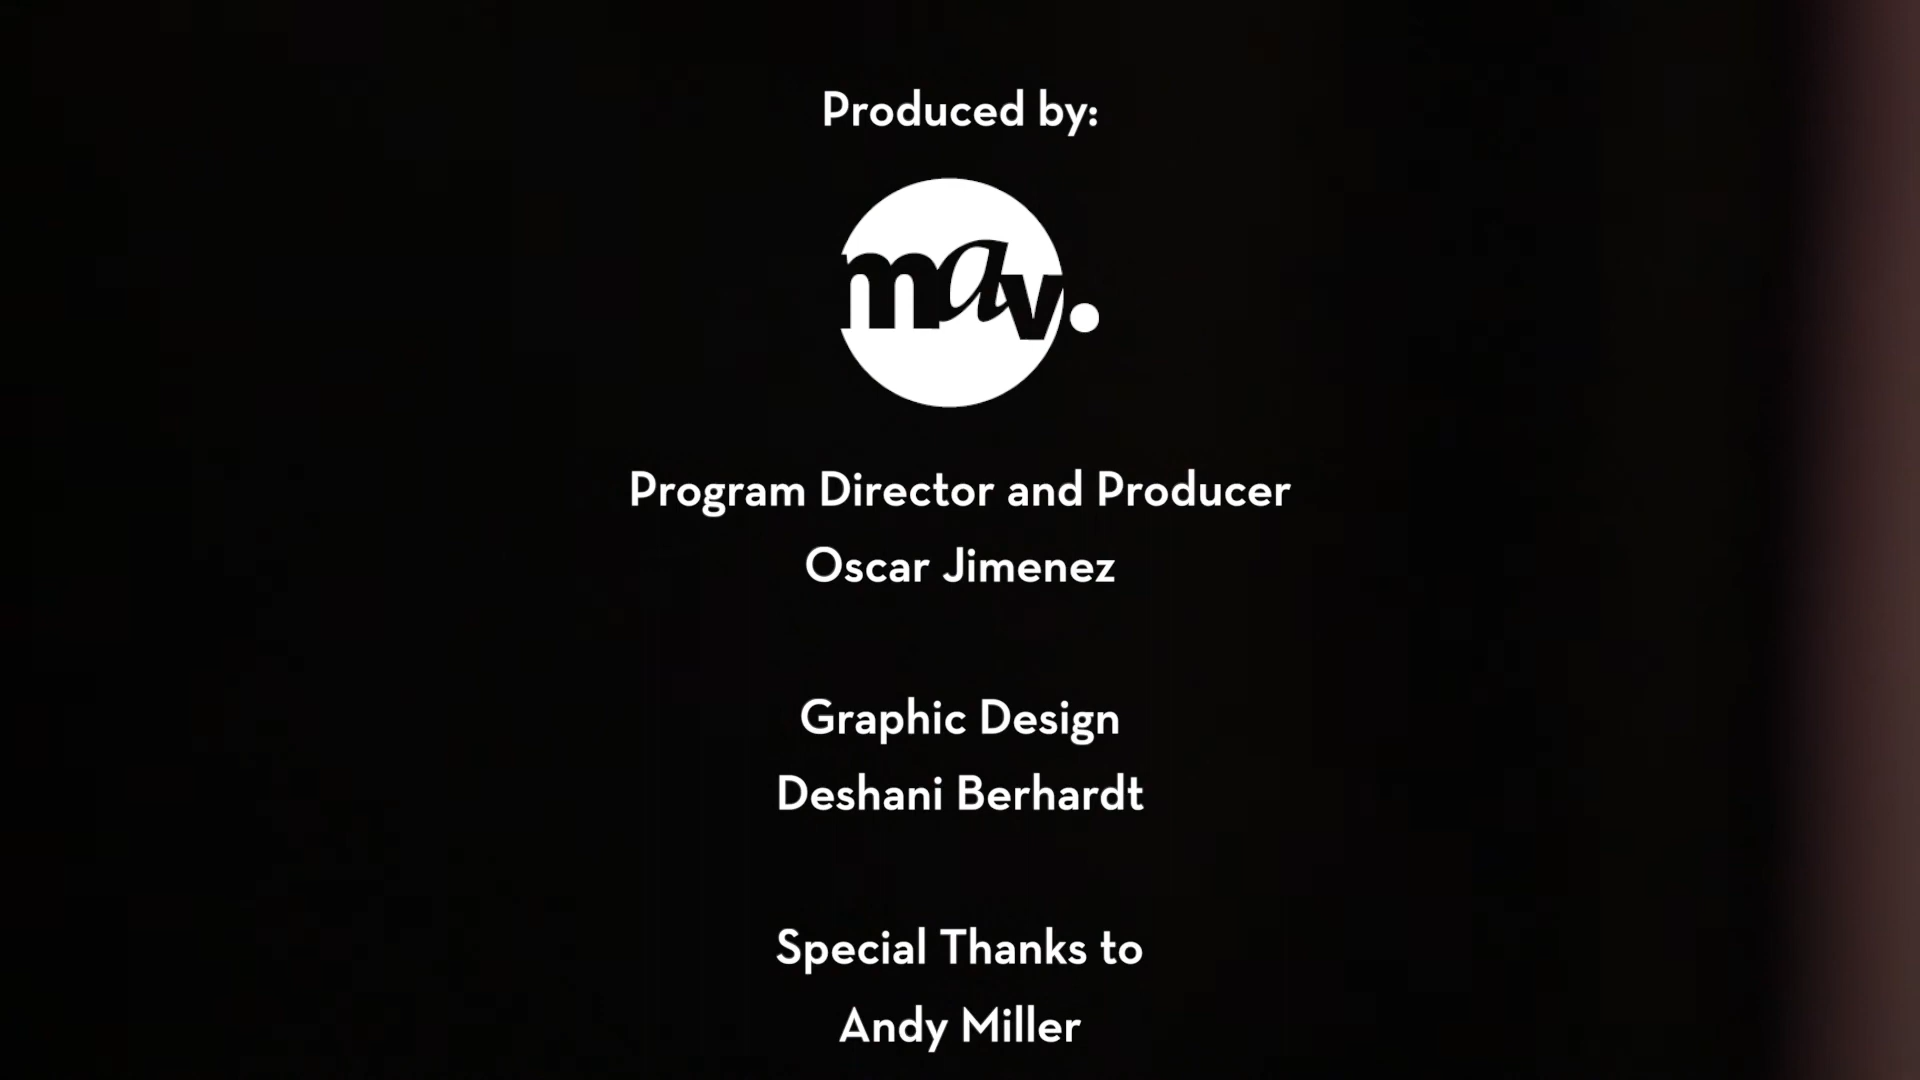 Produced by:
mav.
Program Director and Producer
Oscar Jimenez
Graphic Design
Deshani Berhardt
Special Thanks to
Andy Miller